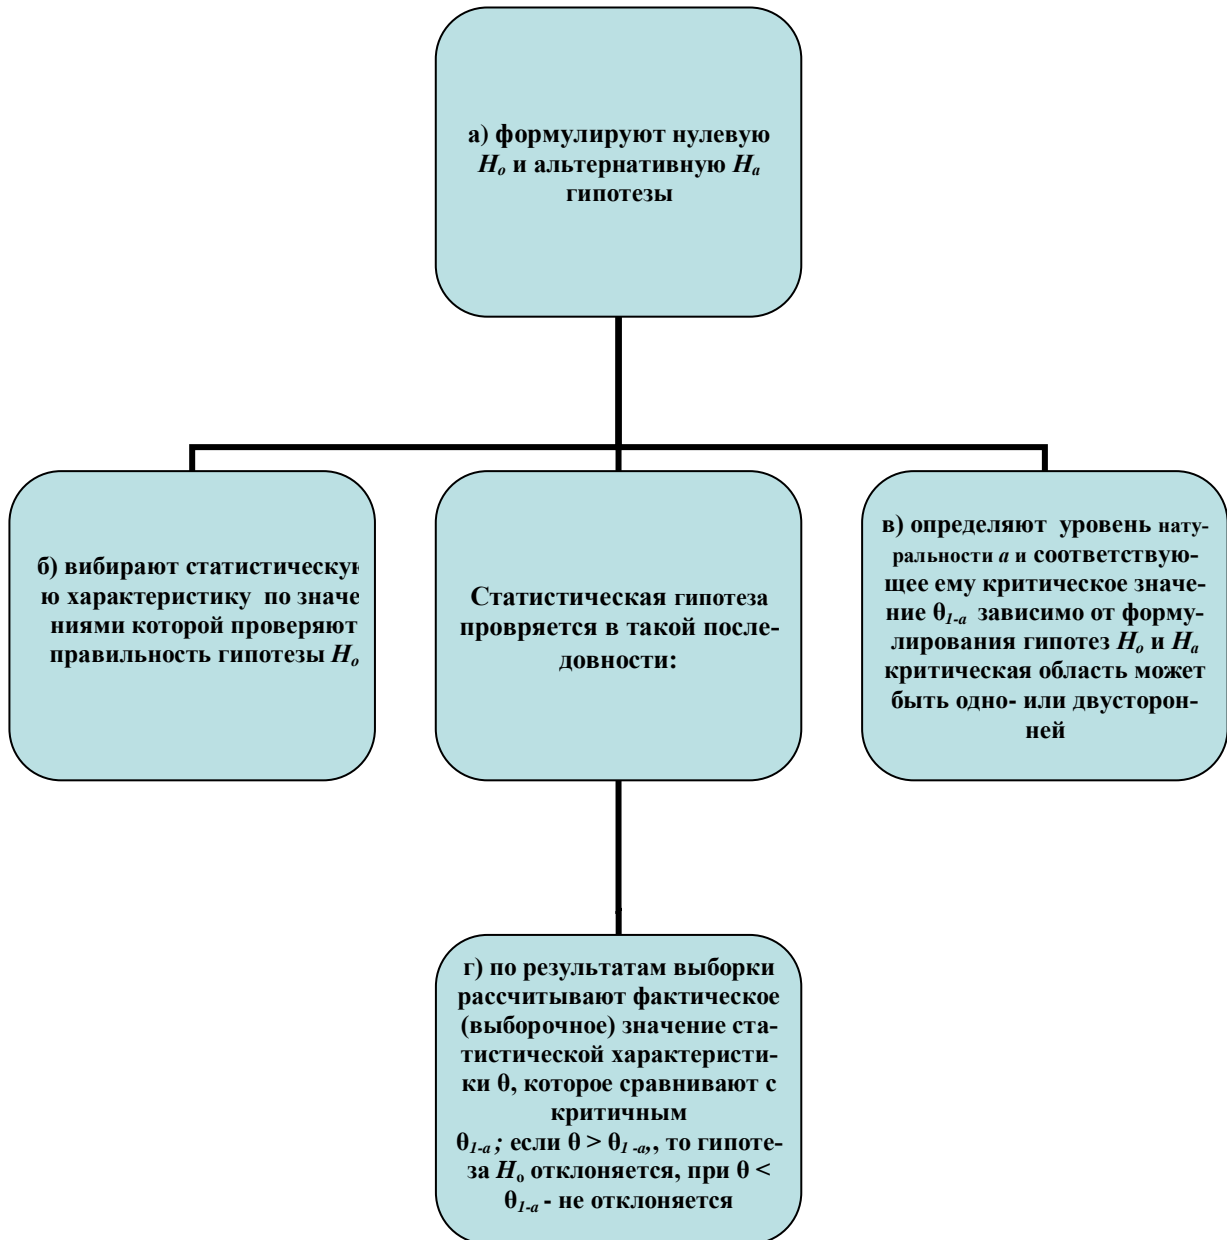 а) формулируют нулевую
Hо и альтернативную Hа
гипотезы
б) вибирают статистическую
ю характеристику по значе
ниями которой проверяют
правильность гипотезы Hо
Статистическая гипотеза
провряется в такой после-
довности:
в) определяют уровень нату-
ральности а и соответствую-
щее ему критическое значе-
ние θ1-а зависимо от форму-
лирования гипотез Hо и Hа
критическая область может
быть одно- или двусторон-
ней
г) по результатам выборки
рассчитывают фактическое
(выборочное) значение ста-
тистической характеристи-
ки θ, которое сравнивают с
критичным
θ1-а ; если θ > θ1 -а,, то гипоте-
за Hо отклоняется, при θ <
θ1-а - не отклоняется